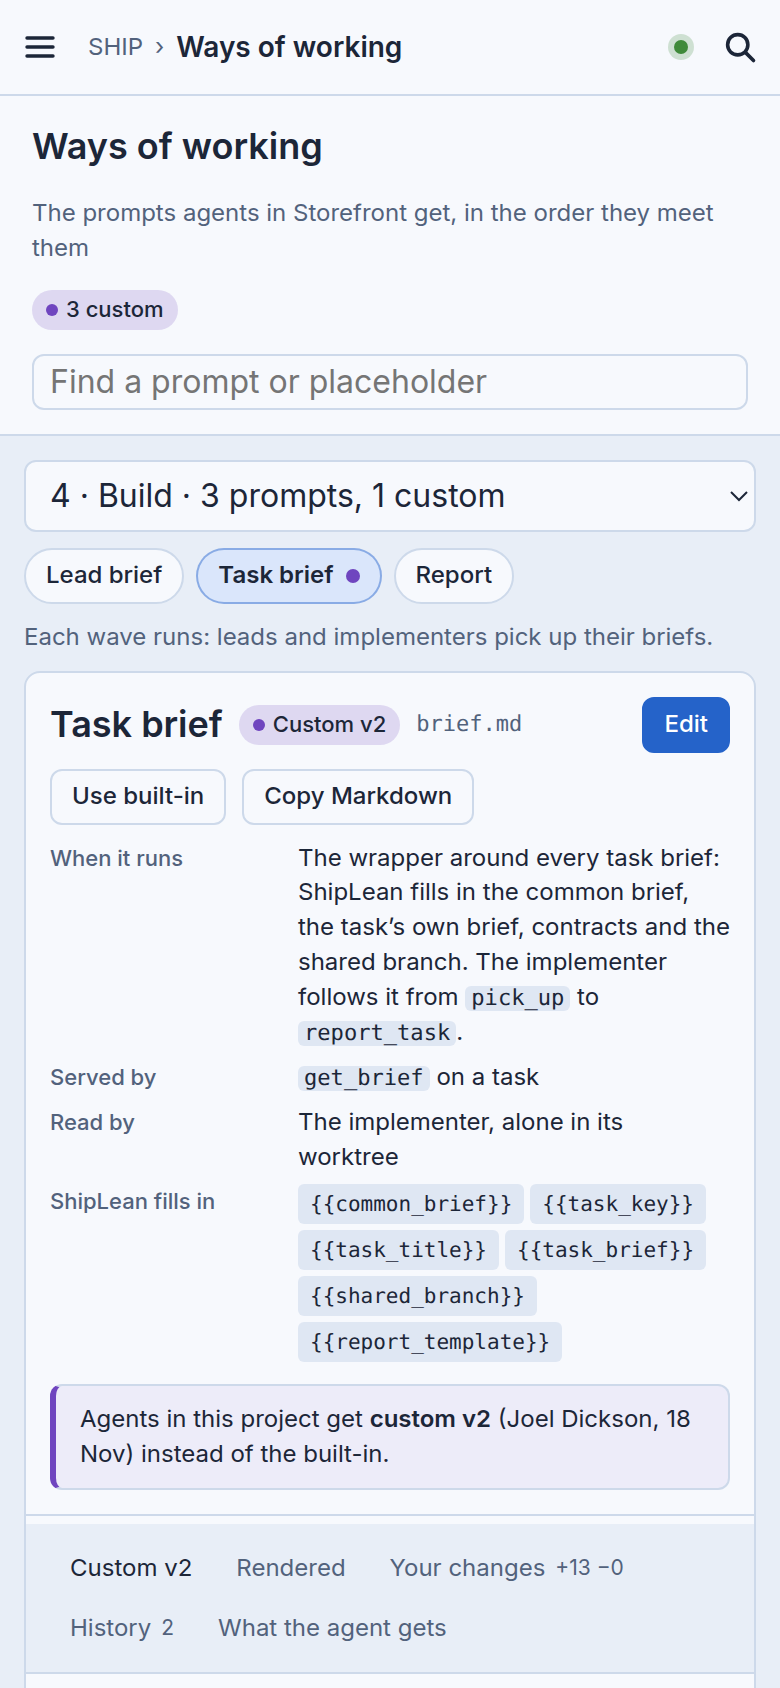 SHIP › Ways of working
Ways of working
The prompts agents in Storefront get, in the order they meet
them
3 custom
Find a prompt or placeholder
4 · Build · 3 prompts, 1 custom
Lead brief Task brief Report
Each wave runs: leads and implementers pick up their briefs.
Task brief Custom v2 brief.md Edit
Use built-in Copy Markdown
When it runs The wrapper around every task brief:
ShipLean fills in the common brief,
the task’s own brief, contracts and the
shared branch. The implementer
follows it from pick_up to
report_task.
Served by get_brief on a task
Read by The implementer, alone in its
worktree
ShipLean fills in {{common_brief}} {{task_key}}
{{task_title}} {{task_brief}}
{{shared_branch}}
{{report_template}}
Agents in this project get custom v2 (Joel Dickson, 18
Nov) instead of the built-in.
Custom v2 Rendered Your changes +13 −0
History 2 What the agent gets